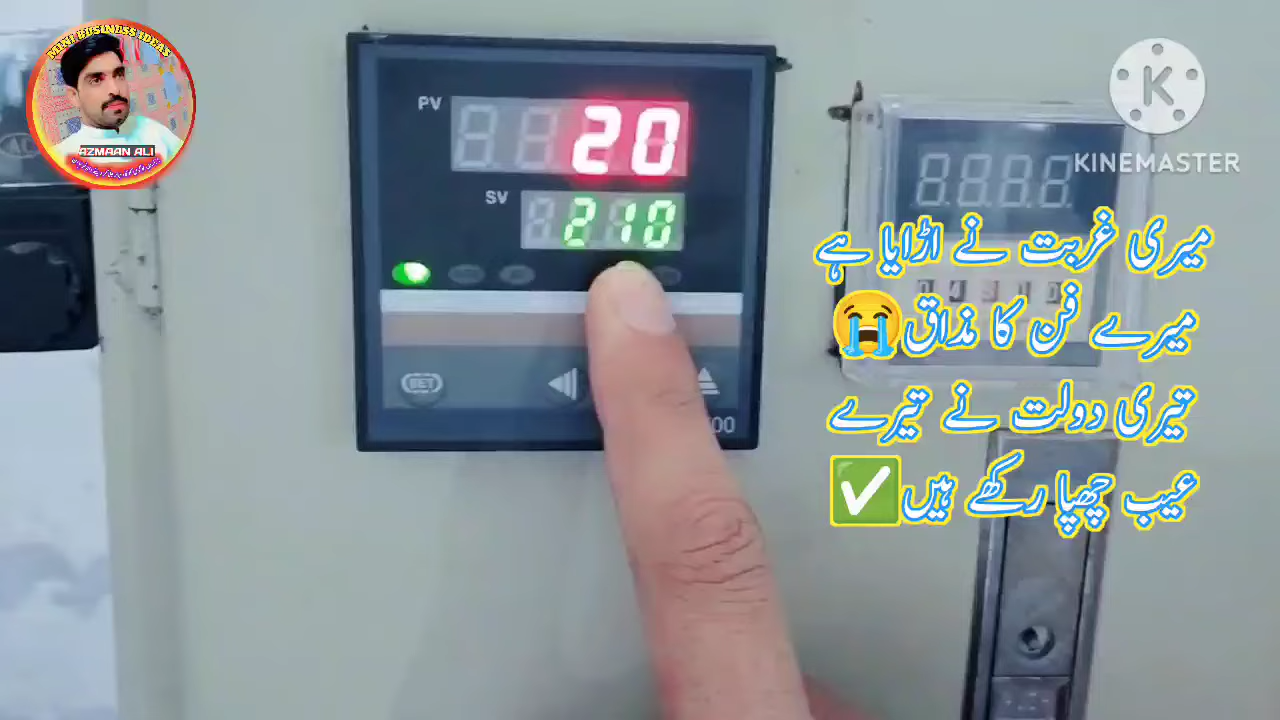 MINI BUSINESS IDEAS
AZMAAN ALI
PV
20
SV
210
SET
00
KINEMASTER
میری غربت نے اڑایا ہے
میرے فن کا مذاق😭
تیری دولت نے تیرے
عیب چھپا رکھے ہیں✅